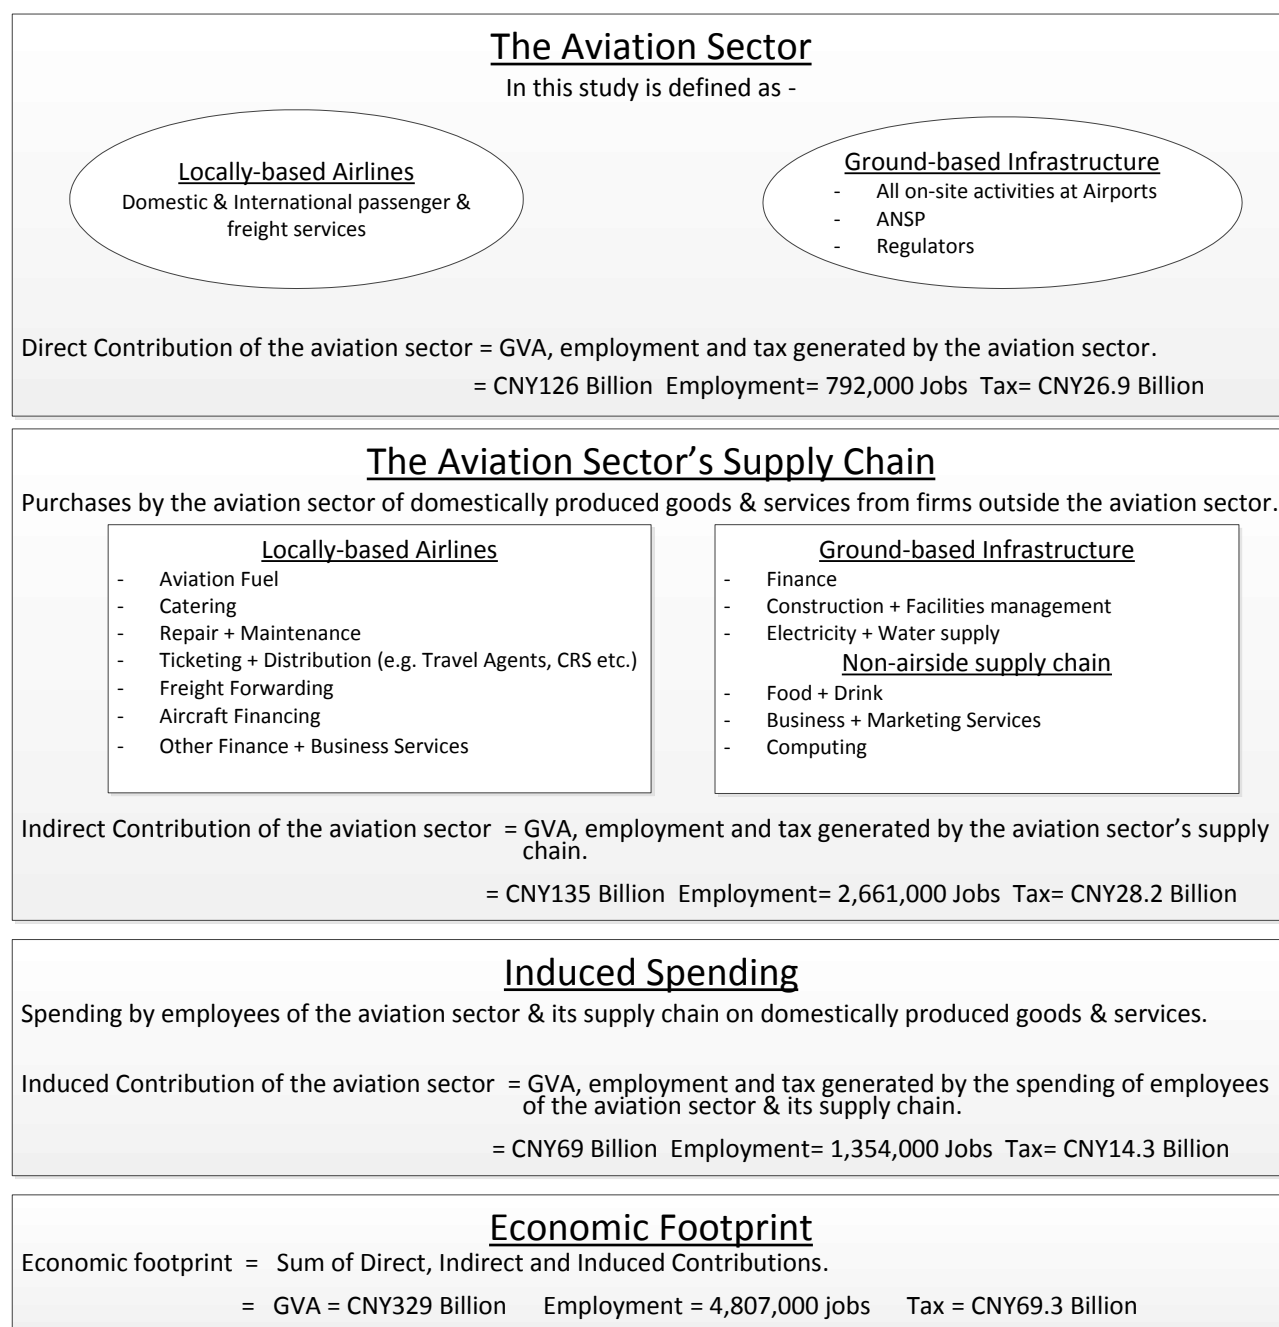 The Aviation Sector
In this study is defined as -
Locally-based Airlines
Domestic & International passenger &
freight services
Ground-based Infrastructure
- All on-site activities at Airports
- ANSP
- Regulators
Direct Contribution of the aviation sector = GVA, employment and tax generated by the aviation sector.
= CNY126 Billion Employment= 792,000 Jobs Tax= CNY26.9 Billion
The Aviation Sector’s Supply Chain
Purchases by the aviation sector of domestically produced goods & services from firms outside the aviation sector.
Locally-based Airlines
- Aviation Fuel
- Catering
- Repair + Maintenance
- Ticketing + Distribution (e.g. Travel Agents, CRS etc.)
- Freight Forwarding
- Aircraft Financing
- Other Finance + Business Services
Ground-based Infrastructure
- Finance
- Construction + Facilities management
- Electricity + Water supply
Non-airside supply chain
- Food + Drink
- Business + Marketing Services
- Computing
Indirect Contribution of the aviation sector = GVA, employment and tax generated by the aviation sector’s supply
chain.
= CNY135 Billion Employment= 2,661,000 Jobs Tax= CNY28.2 Billion
Induced Spending
Spending by employees of the aviation sector & its supply chain on domestically produced goods & services.
Induced Contribution of the aviation sector = GVA, employment and tax generated by the spending of employees
of the aviation sector & its supply chain.
= CNY69 Billion Employment= 1,354,000 Jobs Tax= CNY14.3 Billion
Economic Footprint
Economic footprint = Sum of Direct, Indirect and Induced Contributions.
= GVA = CNY329 Billion Employment = 4,807,000 jobs Tax = CNY69.3 Billion